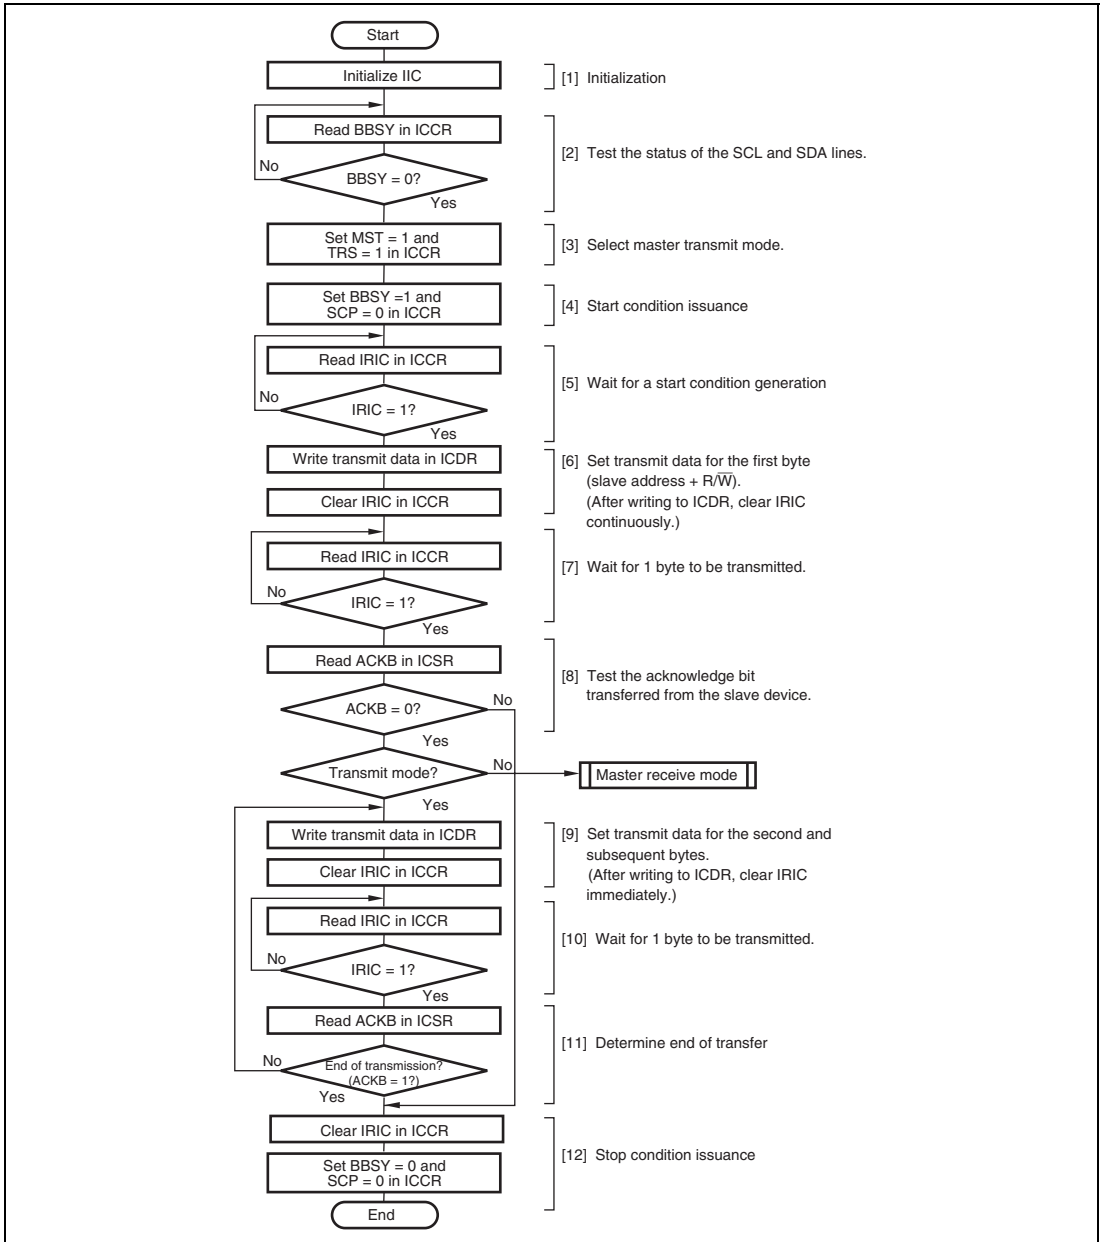 Start
Initialize IIC
[1] Initialization
Read BBSY in ICCR
[2] Test the status of the SCL and SDA lines.
No
BBSY = 0?
Yes
Set MST = 1 and
TRS = 1 in ICCR
[3] Select master transmit mode.
Set BBSY =1 and
SCP = 0 in ICCR
[4] Start condition issuance
Read IRIC in ICCR
[5] Wait for a start condition generation
No
IRIC = 1?
Yes
Write transmit data in ICDR
[6] Set transmit data for the first byte
(slave address + R/W̅).
(After writing to ICDR, clear IRIC
continuously.)
Clear IRIC in ICCR
Read IRIC in ICCR
[7] Wait for 1 byte to be transmitted.
No
IRIC = 1?
Yes
Read ACKB in ICSR
[8] Test the acknowledge bit
transferred from the slave device.
No
ACKB = 0?
Yes
No
Transmit mode?
Master receive mode
Yes
Write transmit data in ICDR
[9] Set transmit data for the second and
subsequent bytes.
(After writing to ICDR, clear IRIC
immediately.)
Clear IRIC in ICCR
Read IRIC in ICCR
[10] Wait for 1 byte to be transmitted.
No
IRIC = 1?
Yes
Read ACKB in ICSR
[11] Determine end of transfer
No
End of transmission?
(ACKB = 1?)
Yes
Clear IRIC in ICCR
[12] Stop condition issuance
Set BBSY = 0 and
SCP = 0 in ICCR
End